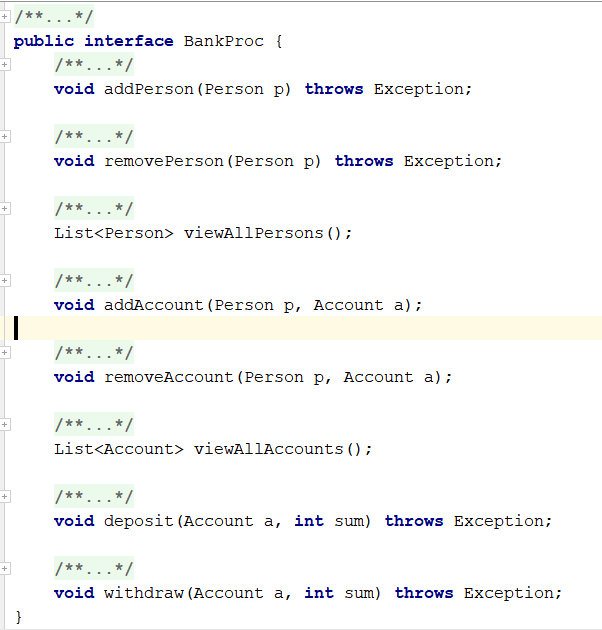 /**...*/
public interface BankProc {
/**...*/
void addPerson(Person p) throws Exception;
/**...*/
void removePerson(Person p) throws Exception;
/**...*/
List<Person> viewAllPersons();
/**...*/
void addAccount(Person p, Account a);
/**...*/
void removeAccount(Person p, Account a);
/**...*/
List<Account> viewAllAccounts();
/**...*/
void deposit(Account a, int sum) throws Exception;
/**...*/
void withdraw(Account a, int sum) throws Exception;
}